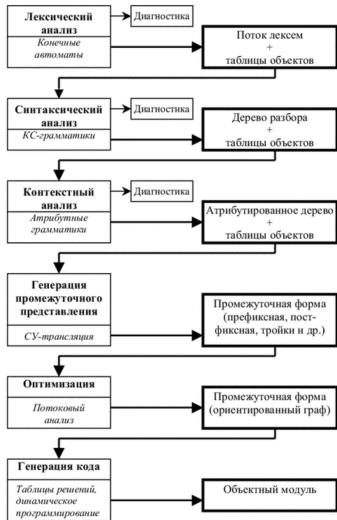 Лексический
анализ
Конечные
автоматы
Диагностика
Поток лексем
+
таблицы объектов
Синтаксический
анализ
КС-грамматики
Диагностика
Дерево разбора
+
таблицы объектов
Контекстный
анализ
Атрибутные
грамматики
Диагностика
Атрибутированное дерево
+
таблицы объектов
Генерация
промежуточного
представления
СУ-трансляция
Промежуточная форма
(префиксная, пост-
фиксная, тройки и др.)
Оптимизация
Потоковый
анализ
Промежуточная форма
(ориентированный граф)
Генерация кода
Таблицы решений,
динамическое
программирование
Объектный модуль